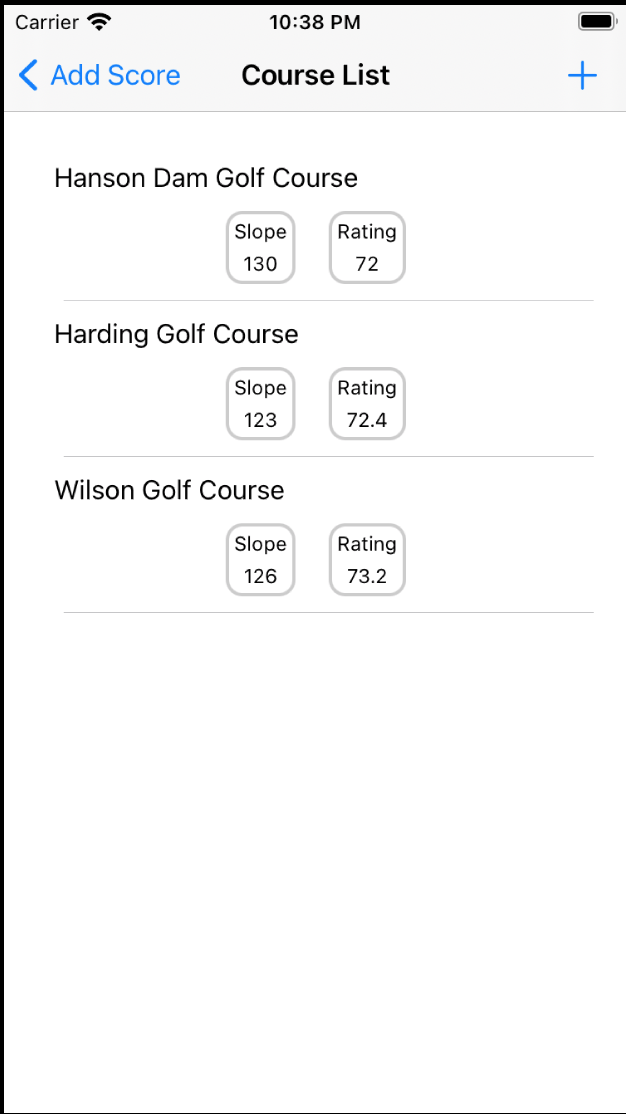 Carrier 10:38 PM
Add Score Course List
Hanson Dam Golf Course
Slope Rating
130 72
Harding Golf Course
Slope Rating
123 72.4
Wilson Golf Course
Slope Rating
126 73.2